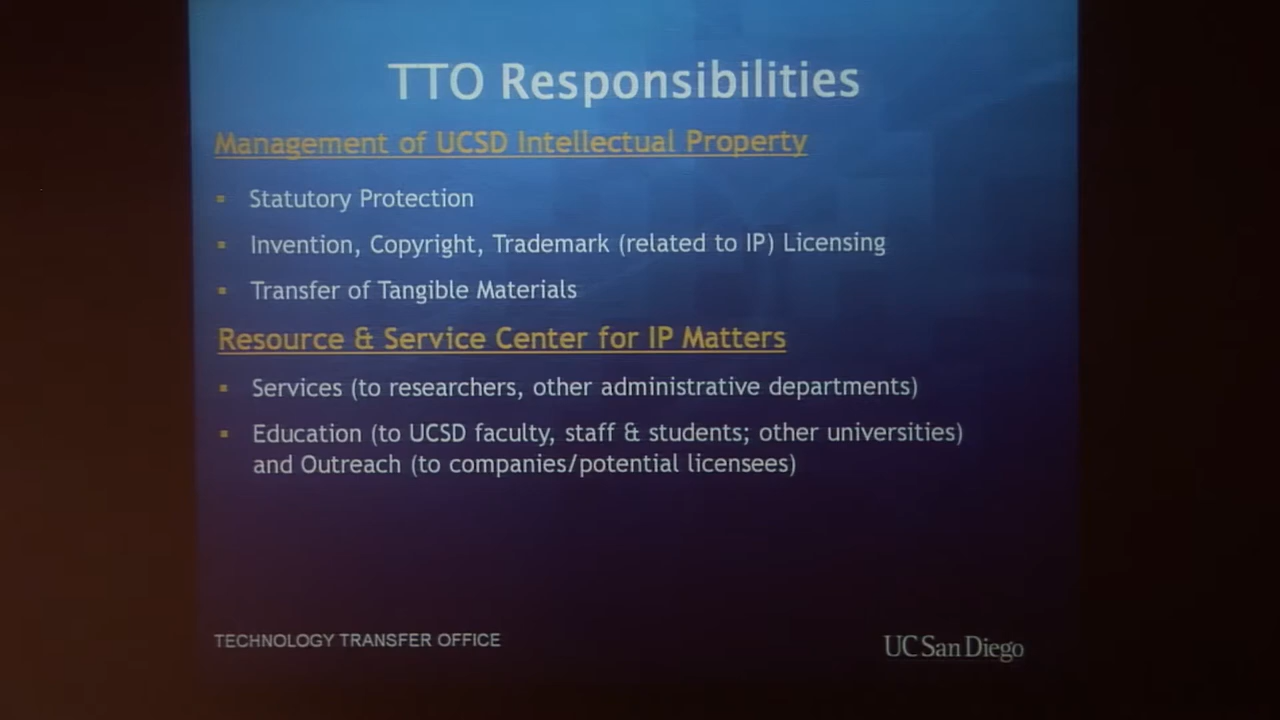 TTO Responsibilities
Management of UCSD Intellectual Property
▪ Statutory Protection
▪ Invention, Copyright, Trademark (related to IP) Licensing
▪ Transfer of Tangible Materials
Resource & Service Center for IP Matters
▪ Services (to researchers, other administrative departments)
▪ Education (to UCSD faculty, staff & students; other universities)
and Outreach (to companies/potential licensees)
TECHNOLOGY TRANSFER OFFICE
UC San Diego